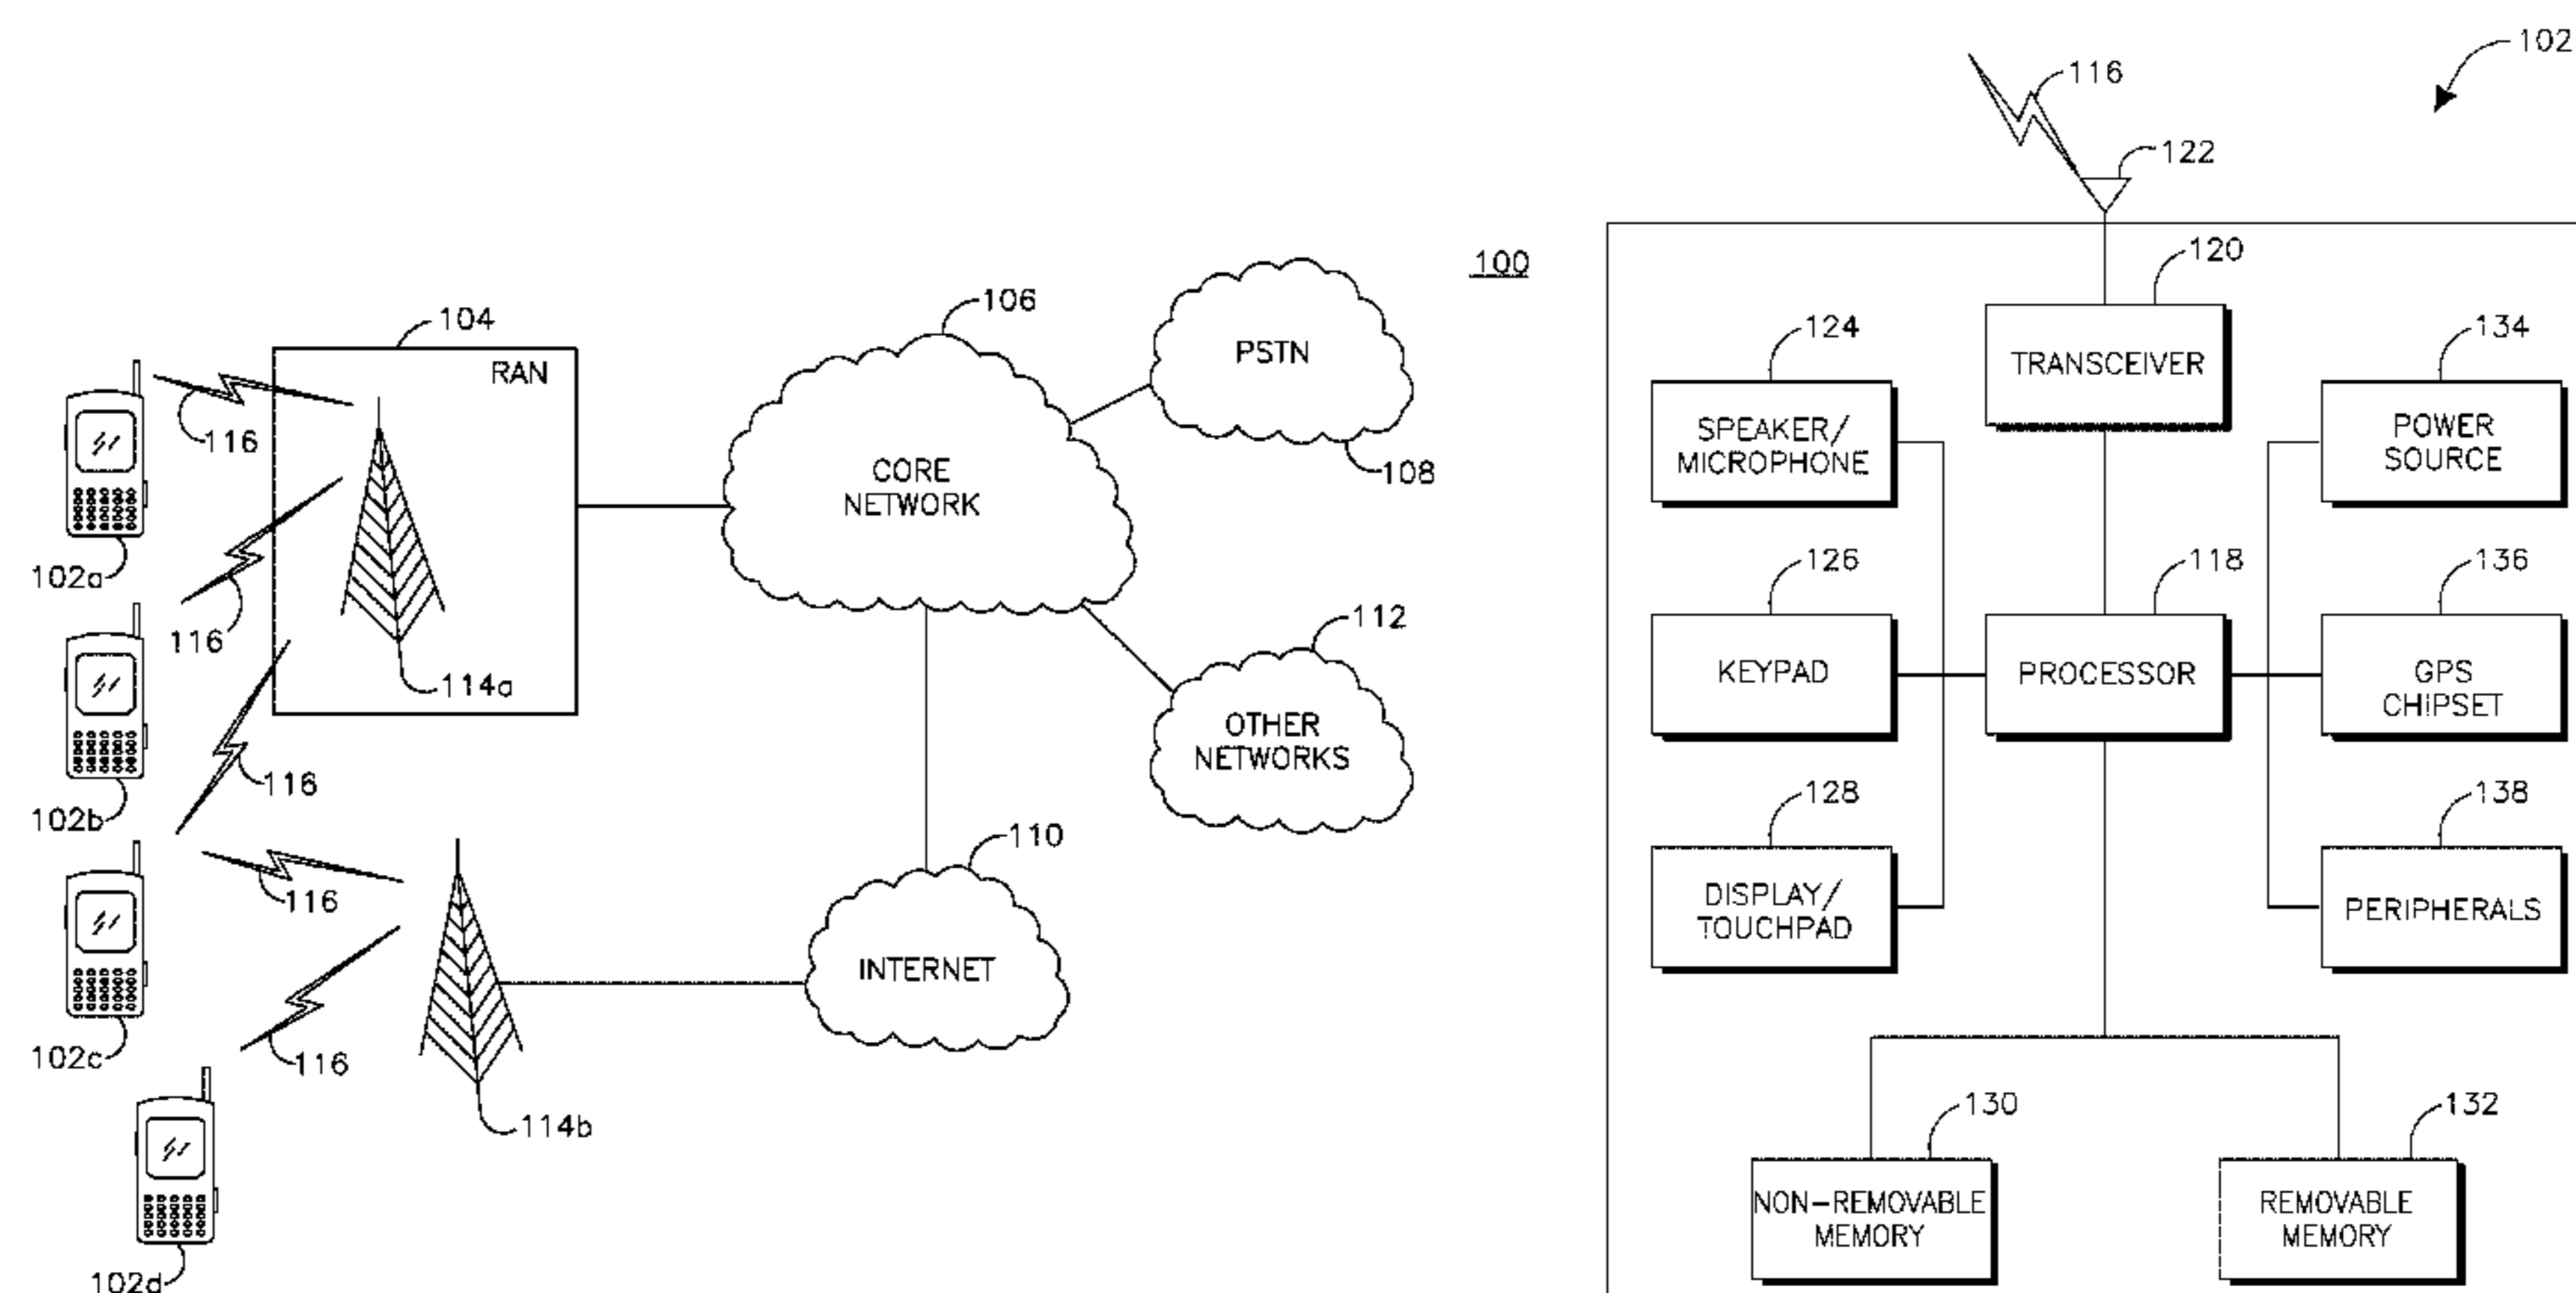 100
104
RAN
106
CORE
NETWORK
PSTN
108
112
OTHER
NETWORKS
110
INTERNET
102a
116
116
102b
114a
116
102c
116
116
114b
102d
102
116
122
120
TRANSCEIVER
124
SPEAKER/
MICROPHONE
134
POWER
SOURCE
126
KEYPAD
118
PROCESSOR
136
GPS
CHIPSET
128
DISPLAY/
TOUCHPAD
138
PERIPHERALS
130
NON-REMOVABLE
MEMORY
132
REMOVABLE
MEMORY